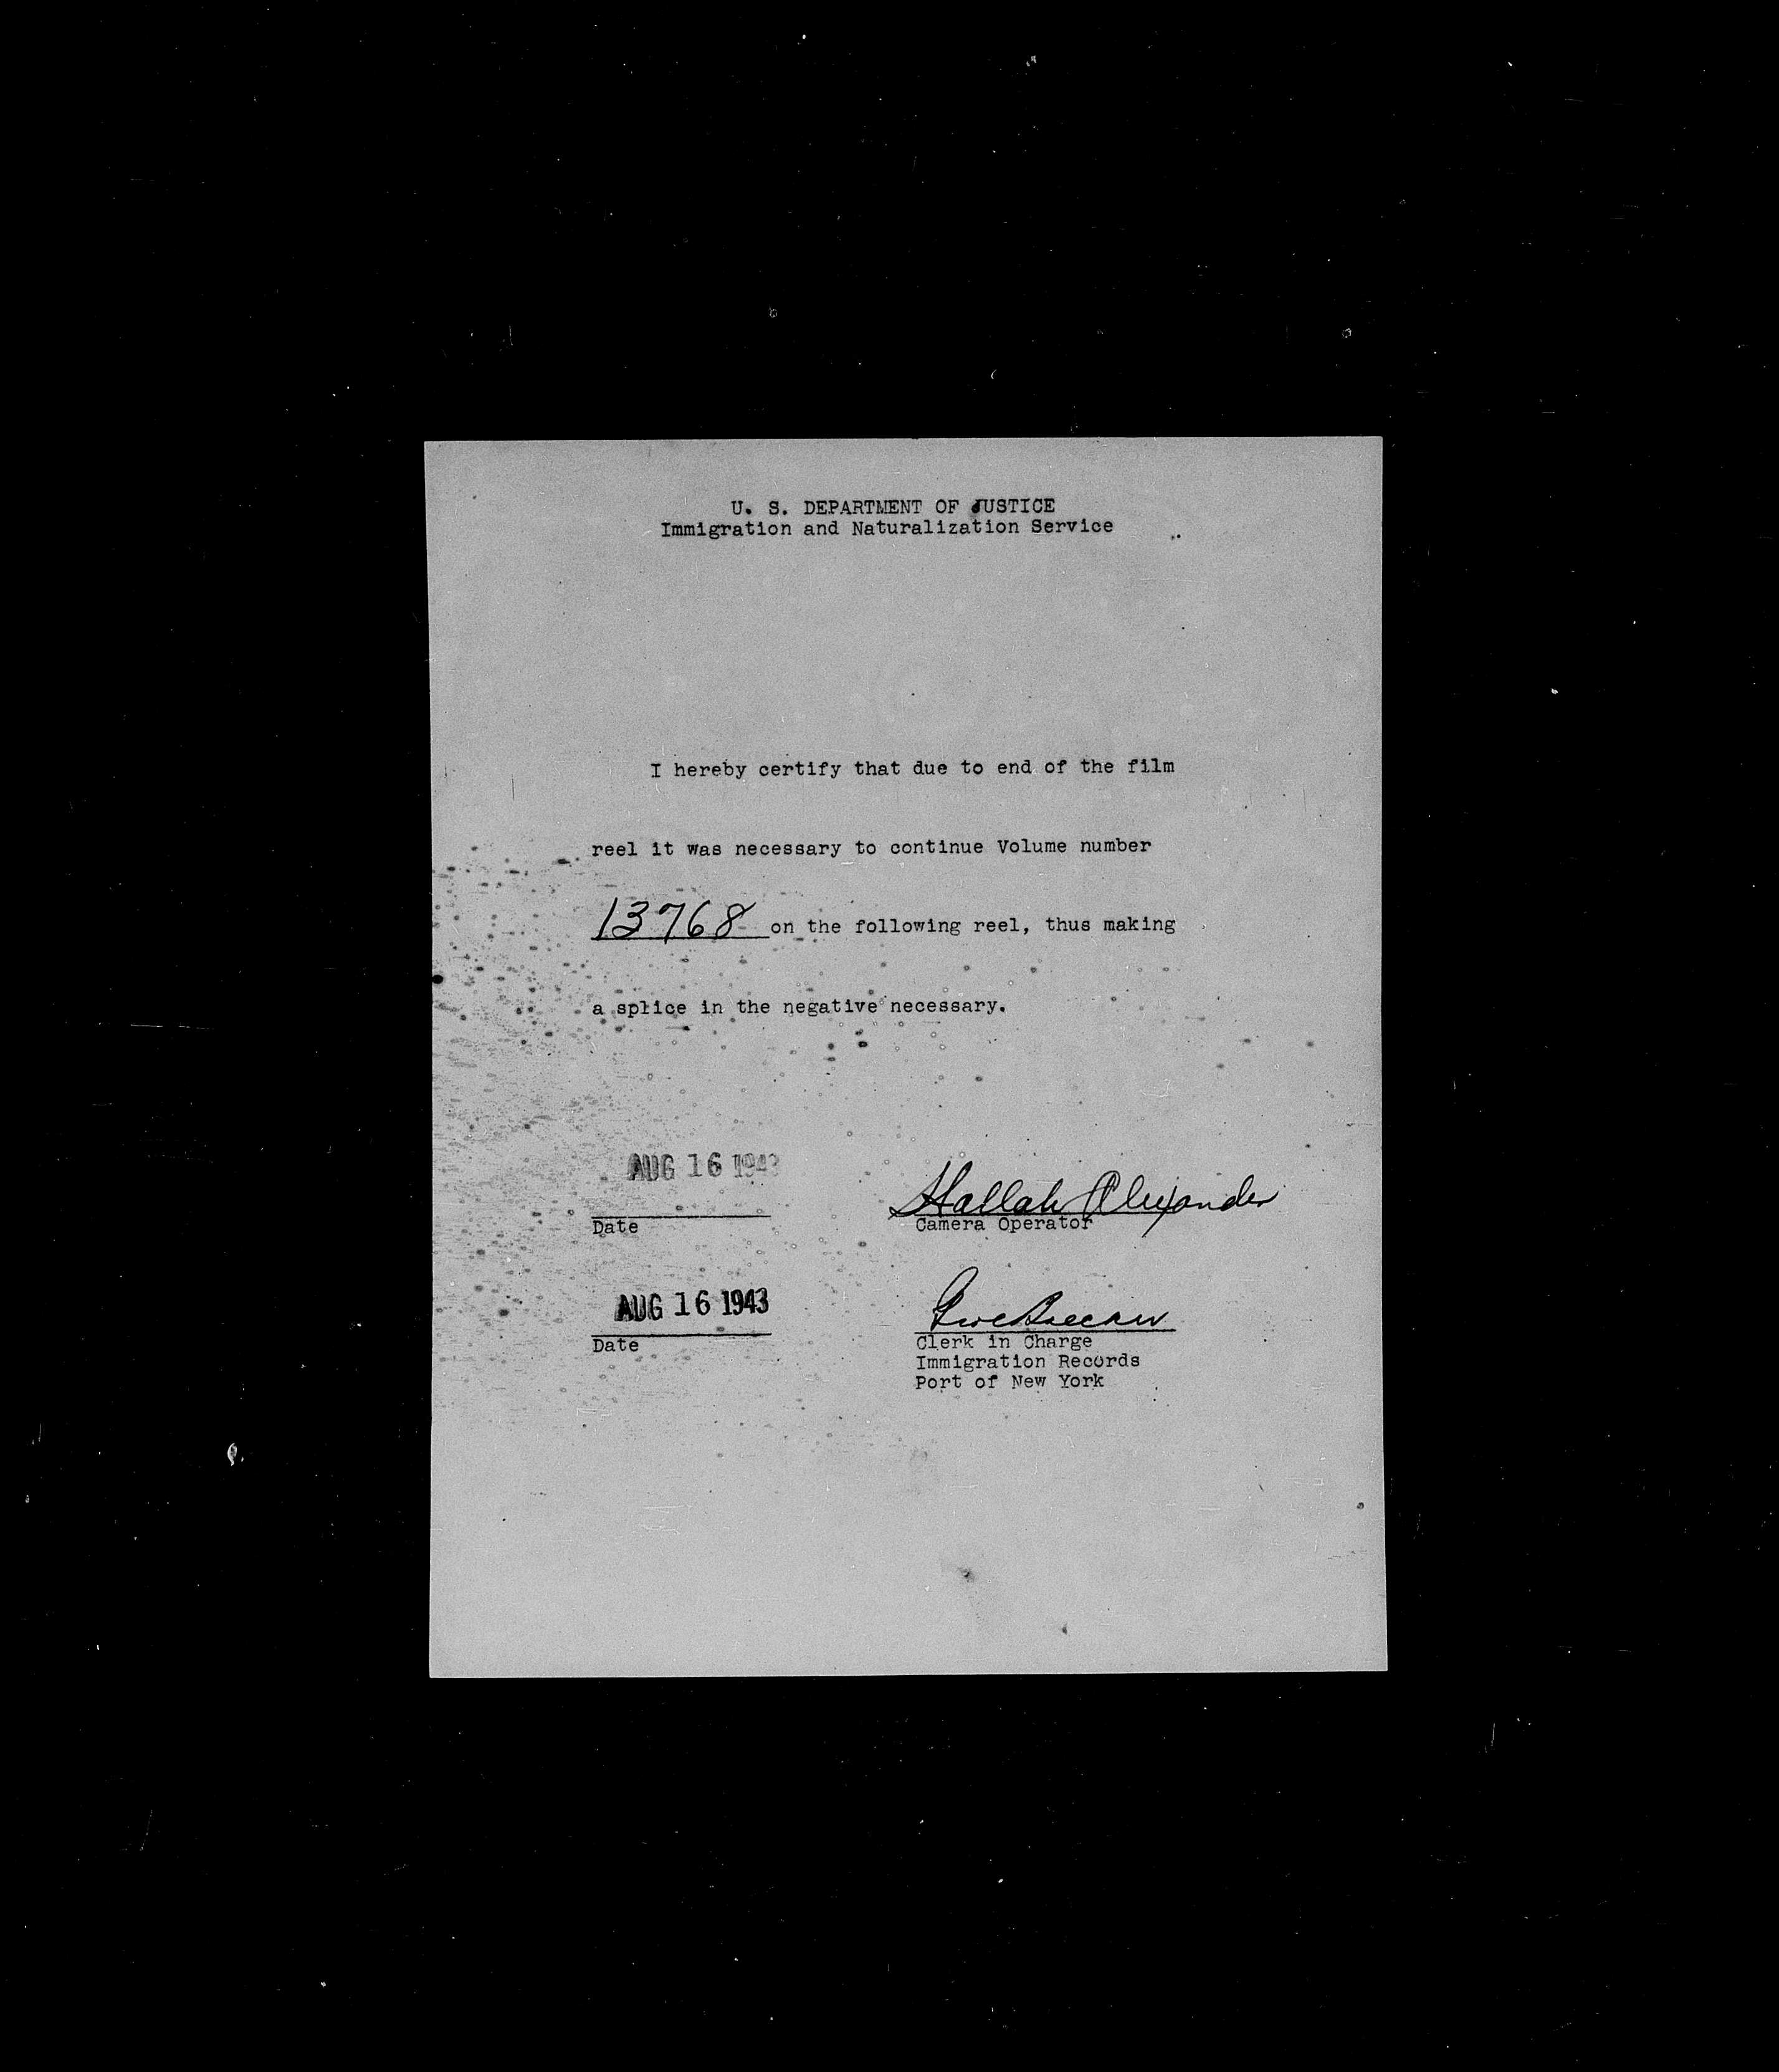 U. S. DEPARTMENT OF JUSTICE
Immigration and Naturalization Service
I hereby certify that due to end of the film
reel it was necessary to continue Volume number
13768 on the following reel, thus making
a splice in the negative necessary.
AUG 16 1943
Date
Hallah Alexander
Camera Operator
AUG 16 1943
Date
Clerk in Charge
Immigration Records
Port of New York